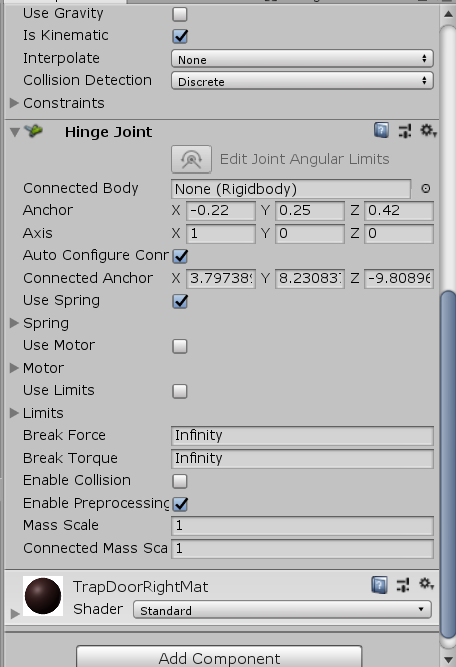 Use Gravity
Is Kinematic
Interpolate None
Collision Detection Discrete
Constraints
Hinge Joint
Edit Joint Angular Limits
Connected Body None (Rigidbody)
Anchor X -0.22 Y 0.25 Z 0.42
Axis X 1 Y 0 Z 0
Auto Configure Conr
Connected Anchor X 3.797389 Y 8.230837 Z -9.80896
Use Spring
Spring
Use Motor
Motor
Use Limits
Limits
Break Force Infinity
Break Torque Infinity
Enable Collision
Enable Preprocessing
Mass Scale 1
Connected Mass Sca 1
TrapDoorRightMat
Shader Standard
Add Component